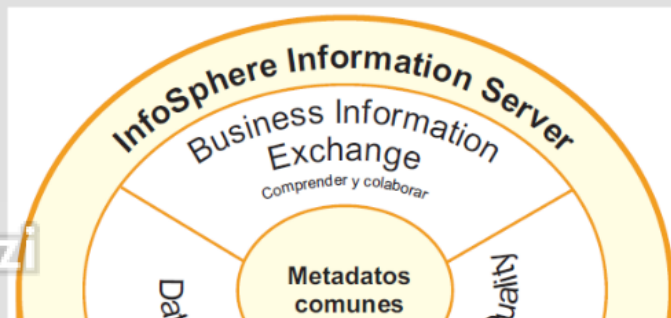 InfoSphere Information Server
Business Information
Exchange
Comprender y colaborar
Metadatos
comunes